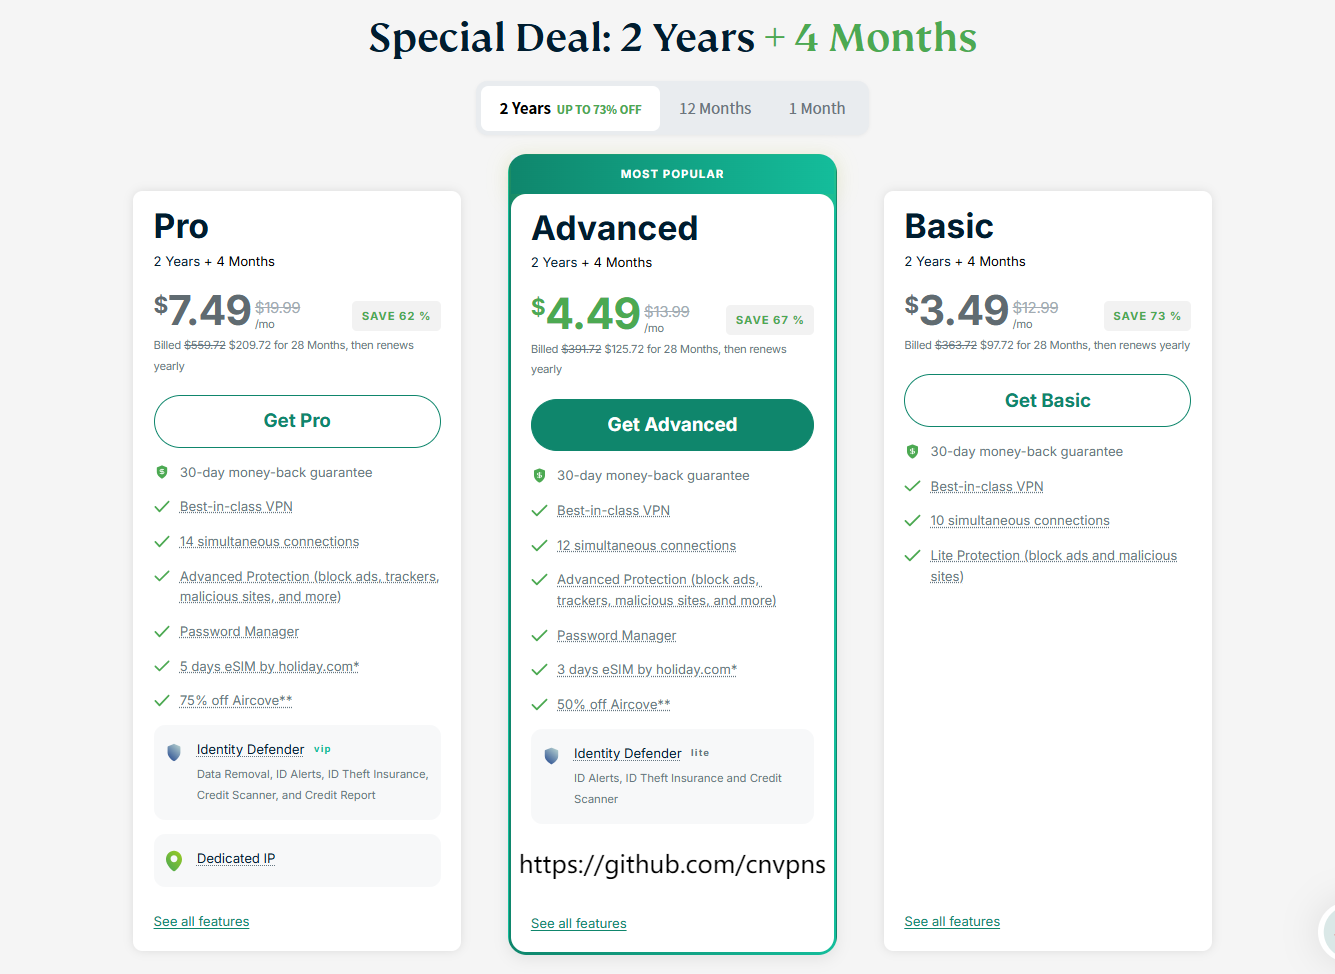 Special Deal: 2 Years + 4 Months
2 Years UP TO 73% OFF 12 Months 1 Month
Pro
2 Years + 4 Months
$7.49 $19.99 /mo SAVE 62 %
Billed $559.72 $209.72 for 28 Months, then renews
yearly
Get Pro
30-day money-back guarantee
Best-in-class VPN
14 simultaneous connections
Advanced Protection (block ads, trackers,
malicious sites, and more)
Password Manager
5 days eSIM by holiday.com*
75% off Aircove**
Identity Defender vip
Data Removal, ID Alerts, ID Theft Insurance,
Credit Scanner, and Credit Report
Dedicated IP
See all features
MOST POPULAR
Advanced
2 Years + 4 Months
$4.49 $13.99 /mo SAVE 67 %
Billed $391.72 $125.72 for 28 Months, then renews
yearly
Get Advanced
30-day money-back guarantee
Best-in-class VPN
12 simultaneous connections
Advanced Protection (block ads,
trackers, malicious sites, and more)
Password Manager
3 days eSIM by holiday.com*
50% off Aircove**
Identity Defender lite
ID Alerts, ID Theft Insurance and Credit
Scanner
https://github.com/cnvpns
See all features
Basic
2 Years + 4 Months
$3.49 $12.99 /mo SAVE 73 %
Billed $363.72 $97.72 for 28 Months, then renews yearly
Get Basic
30-day money-back guarantee
Best-in-class VPN
10 simultaneous connections
Lite Protection (block ads and malicious
sites)
See all features